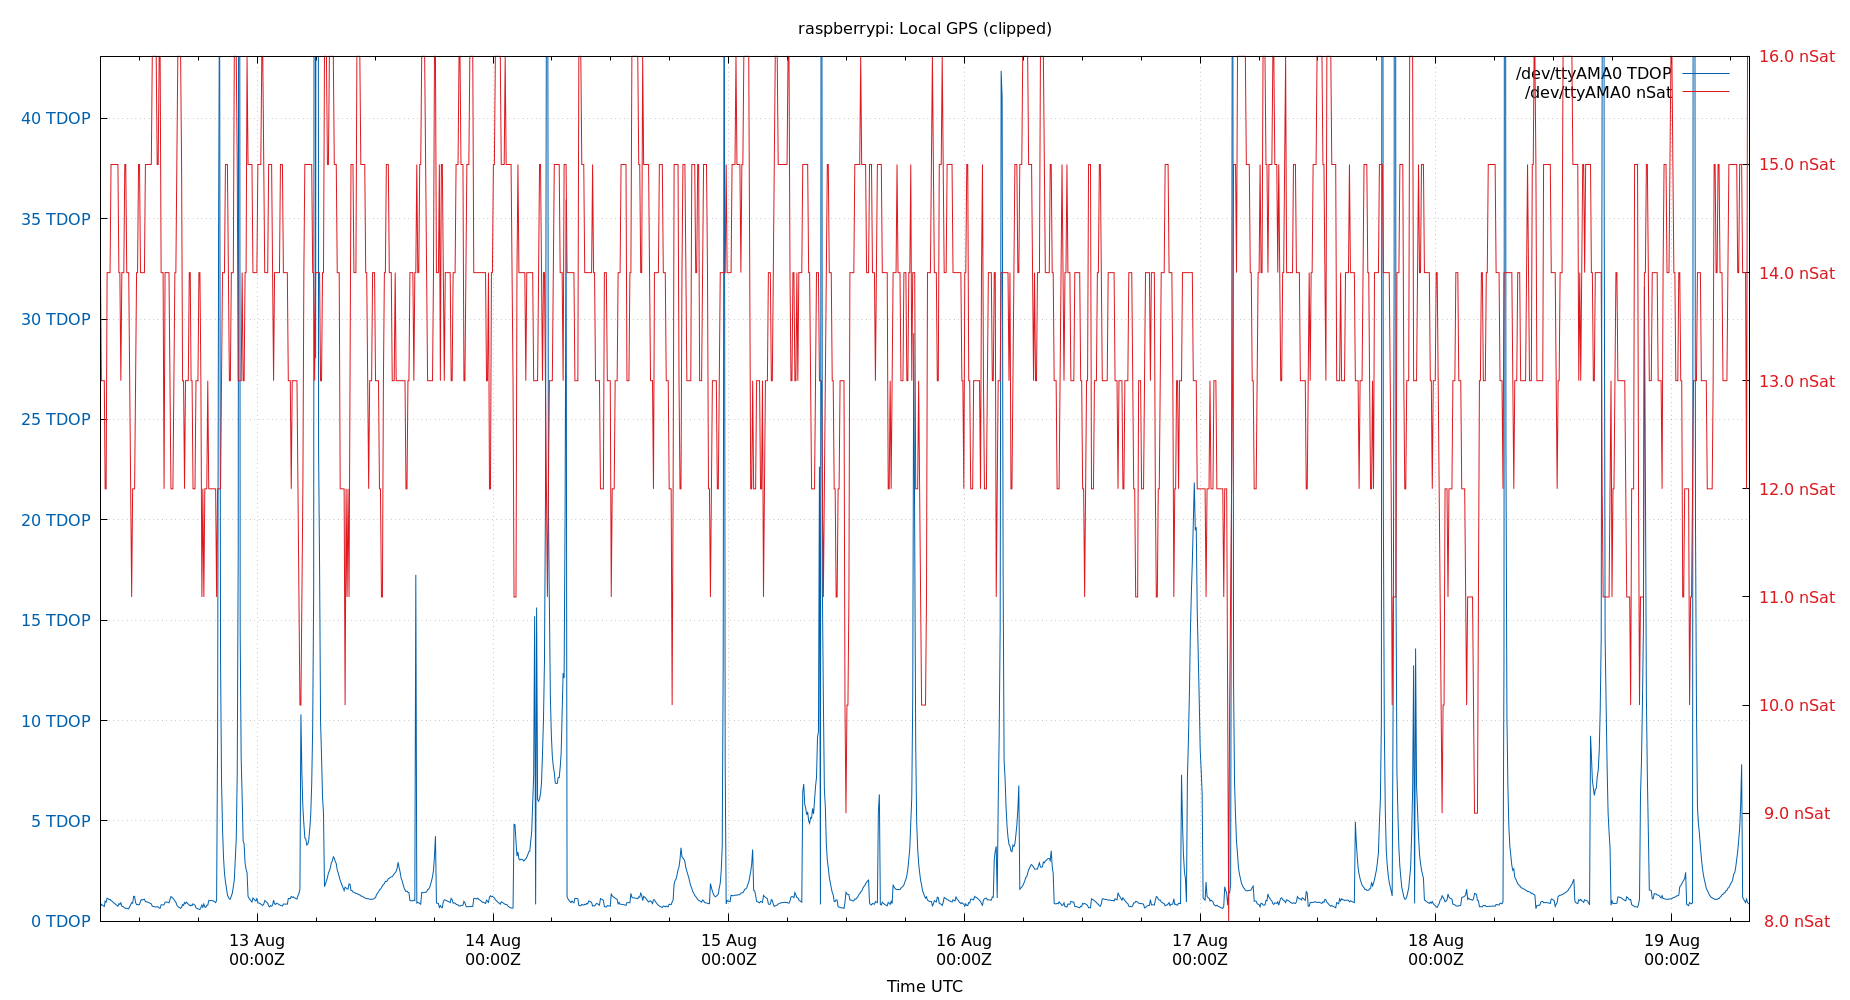 raspberrypi: Local GPS (clipped)
/dev/ttyAMA0 TDOP
/dev/ttyAMA0 nSat
40 TDOP
35 TDOP
30 TDOP
25 TDOP
20 TDOP
15 TDOP
10 TDOP
5 TDOP
0 TDOP
16.0 nSat
15.0 nSat
14.0 nSat
13.0 nSat
12.0 nSat
11.0 nSat
10.0 nSat
9.0 nSat
8.0 nSat
13 Aug
00:00Z
14 Aug
00:00Z
15 Aug
00:00Z
16 Aug
00:00Z
17 Aug
00:00Z
18 Aug
00:00Z
19 Aug
00:00Z
Time UTC